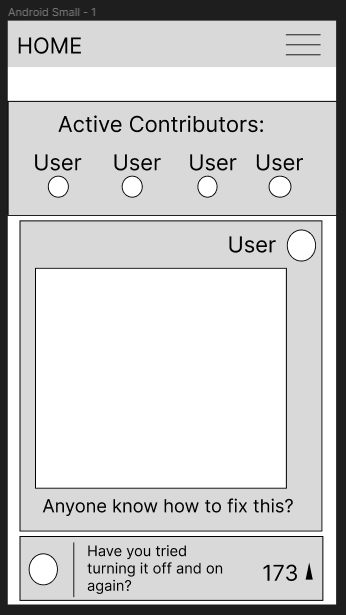 Android Small - 1
HOME
Active Contributors:
User User User User
User
Anyone know how to fix this?
Have you tried
turning it off and on
again?
173